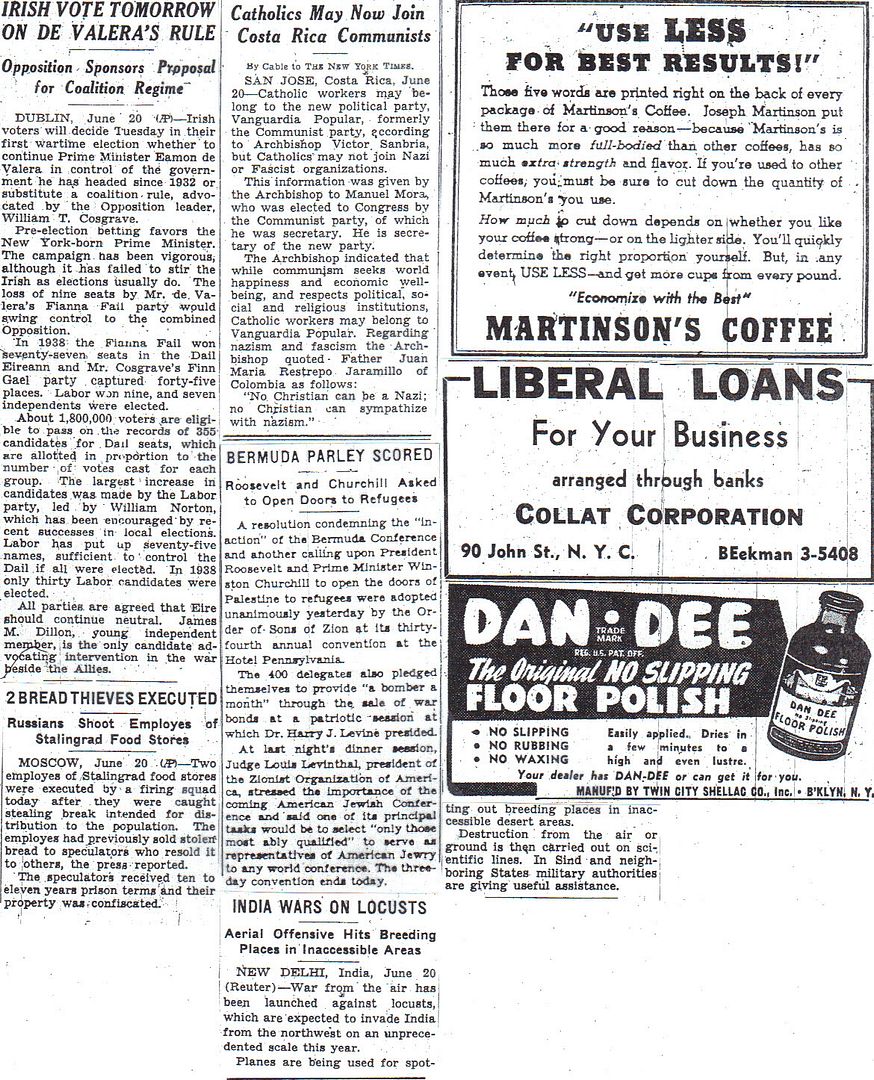 IRISH VOTE TOMORROW
ON DE VALERA'S RULE
Opposition Sponsors Proposal
for Coalition Regime
DUBLIN, June 20 (AP)—Irish
voters will decide Tuesday in their
first wartime election whether to
continue Prime Minister Eamon de
Valera in control of the govern-
ment he has headed since 1932 or
substitute a coalition rule, advo-
cated by the Opposition leader,
William T. Cosgrave.
Pre-election betting favors the
New York-born Prime Minister.
The campaign has been vigorous,
although it has failed to stir the
Irish as elections usually do. The
loss of nine seats by Mr. de Va-
lera's Fianna Fail party would
swing control to the combined
Opposition.
In 1938 the Fianna Fail won
seventy-seven seats in the Dail
Eireann and Mr. Cosgrave's Finn
Gael party captured forty-five
places. Labor won nine, and seven
independents were elected.
About 1,800,000 voters are eligi-
ble to pass on the records of 355
candidates for Dail seats, which
are allotted in proportion to the
number of votes cast for each
group. The largest increase in
candidates was made by the Labor
party, led by William Norton,
which has been encouraged by re-
cent successes in local elections.
Labor has put up seventy-five
names, sufficient to control the
Dail if all were elected. In 1938
only thirty Labor candidates were
elected.
All parties are agreed that Eire
should continue neutral. James
M. Dillon, young independent
member, is the only candidate ad-
vocating intervention in the war
beside the Allies.
2 BREAD THIEVES EXECUTED
Russians Shoot Employes of
Stalingrad Food Stores
MOSCOW, June 20 (AP)—Two
employes of Stalingrad food stores
were executed by a firing squad
today after they were caught
stealing break intended for dis-
tribution to the population. The
employes had previously sold stolen
bread to speculators who resold it
to others, the press reported.
The speculators received ten to
eleven years prison terms and their
property was confiscated.
Catholics May Now Join
Costa Rica Communists
By Cable to THE NEW YORK TIMES.
SAN JOSE, Costa Rica, June
20—Catholic workers may be-
long to the new political party,
Vanguardia Popular, formerly
the Communist party, according
to Archbishop Victor Sanbria,
but Catholics may not join Nazi
or Fascist organizations.
This information was given by
the Archbishop to Manuel Mora,
who was elected to Congress by
the Communist party, of which
he was secretary. He is secre-
tary of the new party.
The Archbishop indicated that
while communism seeks world
happiness and economic well-
being, and respects political, so-
cial and religious institutions,
Catholic workers may belong to
Vanguardia Popular. Regarding
nazism and fascism the Arch-
bishop quoted Father Juan
Maria Restrepo Jaramillo of
Colombia as follows:
"No Christian can be a Nazi;
no Christian can sympathize
with nazism."
BERMUDA PARLEY SCORED
Roosevelt and Churchill Asked
to Open Doors to Refugees
A resolution condemning the "in-
action" of the Bermuda Conference
and another calling upon President
Roosevelt and Prime Minister Win-
ston Churchill to open the doors of
Palestine to refugees were adopted
unanimously yesterday by the Or-
der of Sons of Zion at its thirty-
fourth annual convention at the
Hotel Pennsylvania.
The 400 delegates also pledged
themselves to provide "a bomber a
month" through the sale of war
bonds at a patriotic session at
which Dr. Harry J. Levine presided.
At last night's dinner session,
Judge Louis Levinthal, president of
the Zionist Organization of Ameri-
ca, stressed the importance of the
coming American Jewish Confer-
ence and said one of its principal
tasks would be to select "only those
most ably qualified" to serve as
representatives of American Jewry
to any world conference. The three-
day convention ends today.
INDIA WARS ON LOCUSTS
Aerial Offensive Hits Breeding
Places in Inaccessible Areas
NEW DELHI, India, June 20
(Reuter)—War from the air has
been launched against locusts,
which are expected to invade India
from the northwest on an unprece-
dented scale this year.
Planes are being used for spot-
"USE LESS
FOR BEST RESULTS!"
Those five words are printed right on the back of every
package of Martinson's Coffee. Joseph Martinson put
them there for a good reason—because Martinson's is
so much more full-bodied than other coffees, has so
much extra strength and flavor. If you're used to other
coffees, you must be sure to cut down the quantity of
Martinson's you use.
How much to cut down depends on whether you like
your coffee strong—or on the lighter side. You'll quickly
determine the right proportion yourself. But, in any
event, USE LESS—and get more cups from every pound.
"Economize with the Best"
MARTINSON'S COFFEE
LIBERAL LOANS
For Your Business
arranged through banks
COLLAT CORPORATION
90 John St., N. Y. C. BEekman 3-5408
DAN DEE
TRADE
MARK
REG. U.S. PAT. OFF.
The Original NO SLIPPING
FLOOR POLISH
DAN DEE
No Slipping
FLOOR POLISH
• NO SLIPPING
• NO RUBBING
• NO WAXING
Easily applied. Dries in
a few minutes to a
high and even lustre.
Your dealer has DAN-DEE or can get it for you.
MANUF'D BY TWIN CITY SHELLAC CO., Inc. • B'KLYN, N. Y.
ting out breeding places in inac-
cessible desert areas.
Destruction from the air or
ground is then carried out on sci-
entific lines. In Sind and neigh-
boring States military authorities
are giving useful assistance.